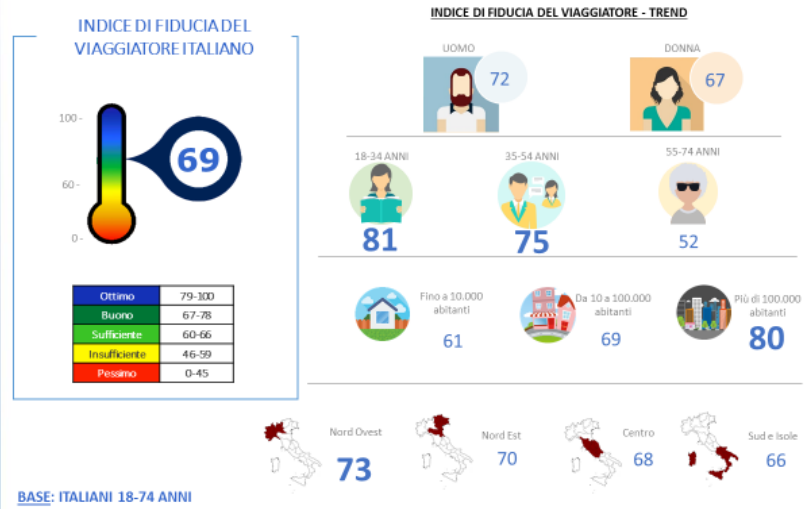 INDICE DI FIDUCIA DEL
VIAGGIATORE ITALIANO
100 -
60 -
0 -
69
Ottimo 79-100
Buono 67-78
Sufficiente 60-66
Insufficiente 46-59
Pessimo 0-45
INDICE DI FIDUCIA DEL VIAGGIATORE - TREND
UOMO
72
DONNA
67
18-34 ANNI
81
35-54 ANNI
75
55-74 ANNI
52
Fino a 10.000
abitanti
61
Da 10 a 100.000
abitanti
69
Più di 100.000
abitanti
80
Nord Ovest
73
Nord Est
70
Centro
68
Sud e Isole
66
BASE: ITALIANI 18-74 ANNI